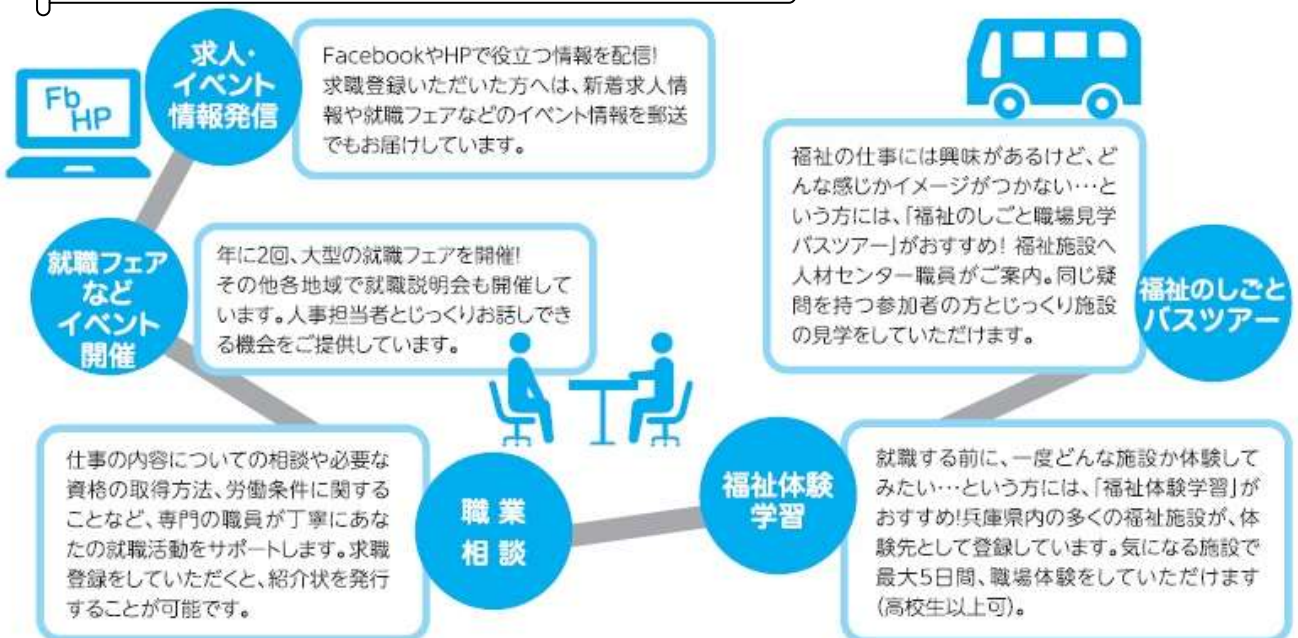 求人・
イベント
情報発信
Fb
HP
FacebookやHPで役立つ情報を配信!
求職登録いただいた方へは、新着求人情
報や就職フェアなどのイベント情報を郵送
でもお届けしています。
就職フェア
など
イベント
開催
年に2回、大型の就職フェアを開催!
その他各地域で就職説明会も開催して
います。人事担当者とじっくりお話しでき
る機会をご提供しています。
仕事の内容についての相談や必要な
資格の取得方法、労働条件に関する
ことなど、専門の職員が丁寧にあな
たの就職活動をサポートします。求職
登録をしていただくと、紹介状を発行
することが可能です。
職業
相談
福祉体験
学習
就職する前に、一度どんな施設か体験して
みたい…という方には、「福祉体験学習」が
おすすめ!兵庫県内の多くの福祉施設が、体
験先として登録しています。気になる施設で
最大5日間、職場体験をしていただけます
(高校生以上可)。
福祉の仕事には興味があるけど、ど
んな感じかイメージがつかない…と
いう方には、「福祉のしごと職場見学
バスツアー」がおすすめ! 福祉施設へ
人材センター職員がご案内。同じ疑
問を持つ参加者の方とじっくり施設
の見学をしていただけます。
福祉のしごと
バスツアー